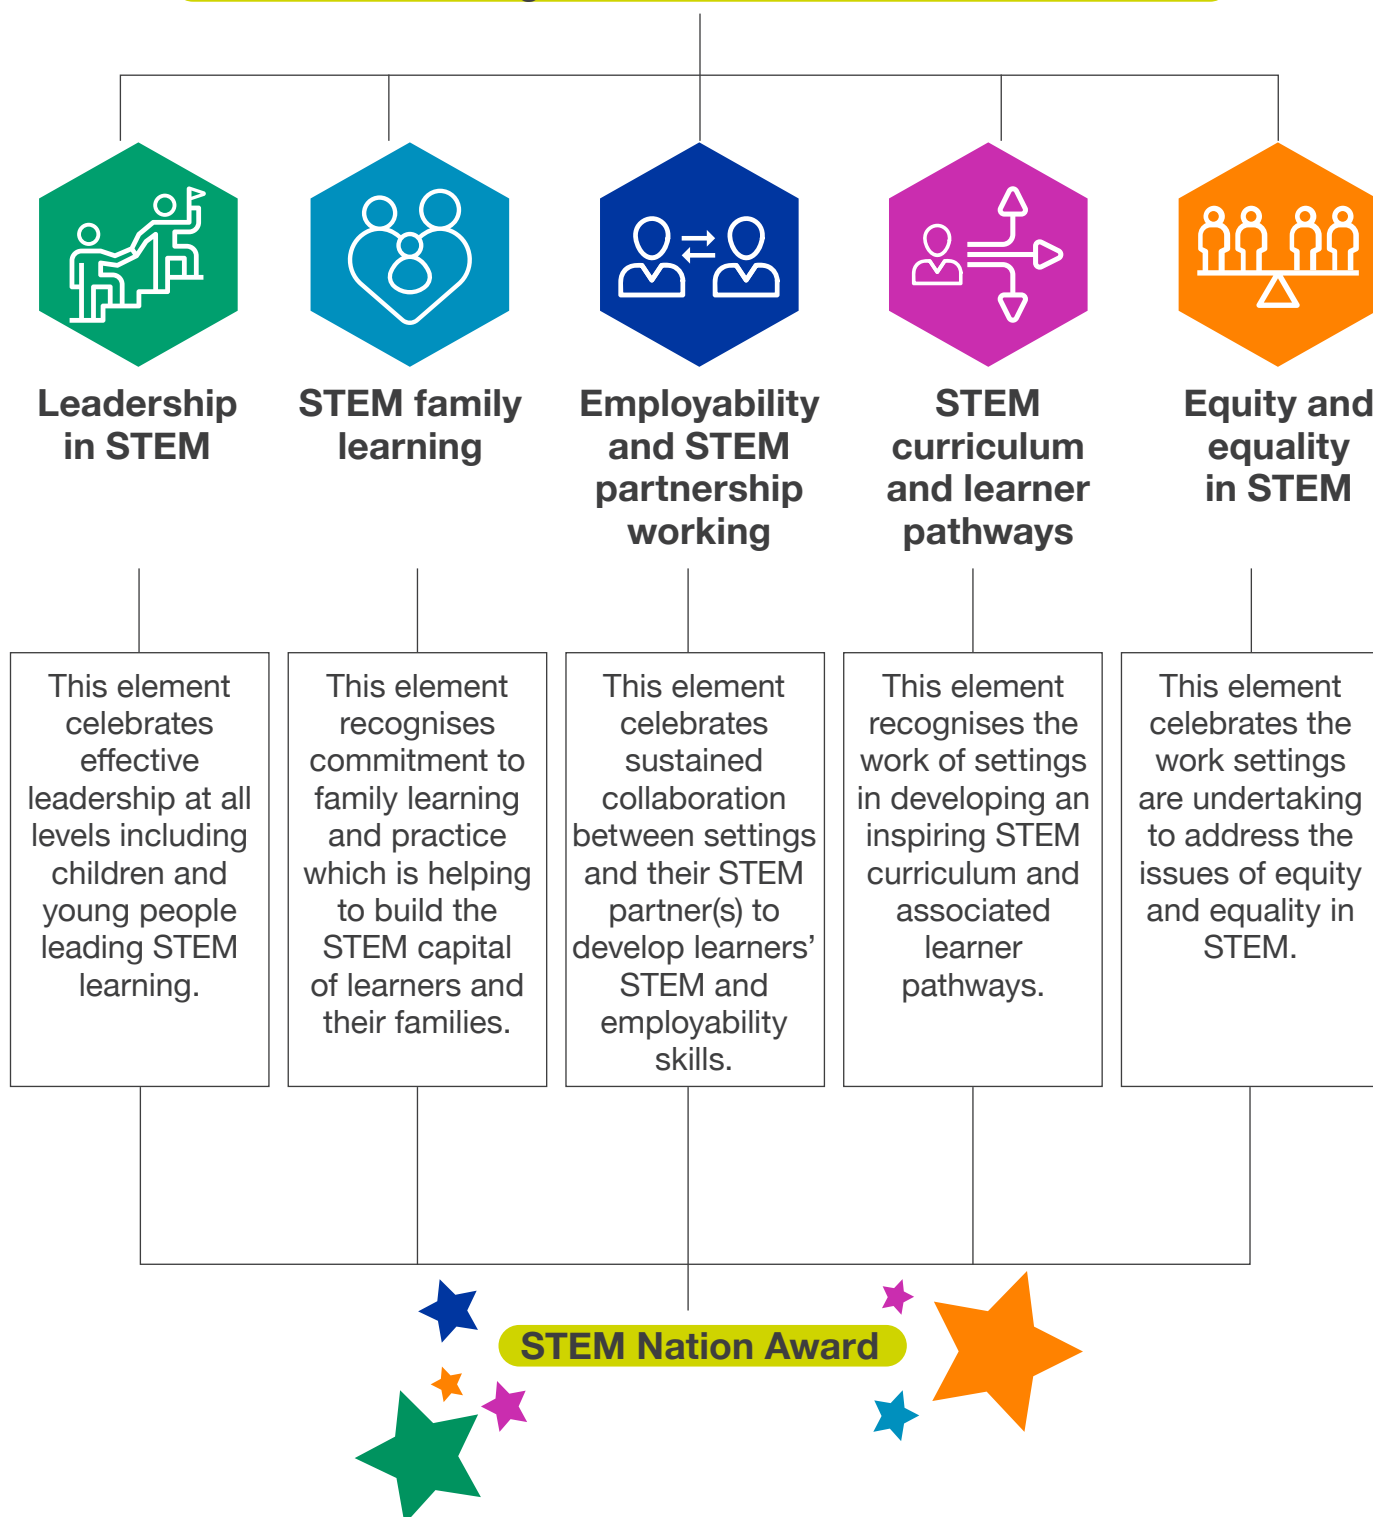 Leadership
in STEM
STEM family
learning
Employability
and STEM
partnership
working
STEM
curriculum
and learner
pathways
Equity and
equality
in STEM
This element
celebrates
effective
leadership at all
levels including
children and
young people
leading STEM
learning.
This element
recognises
commitment to
family learning
and practice
which is helping
to build the
STEM capital
of learners and
their families.
This element
celebrates
sustained
collaboration
between settings
and their STEM
partner(s) to
develop learners’
STEM and
employability
skills.
This element
recognises the
work of settings
in developing an
inspiring STEM
curriculum and
associated
learner
pathways.
This element
celebrates the
work settings
are undertaking
to address the
issues of equity
and equality in
STEM.
STEM Nation Award